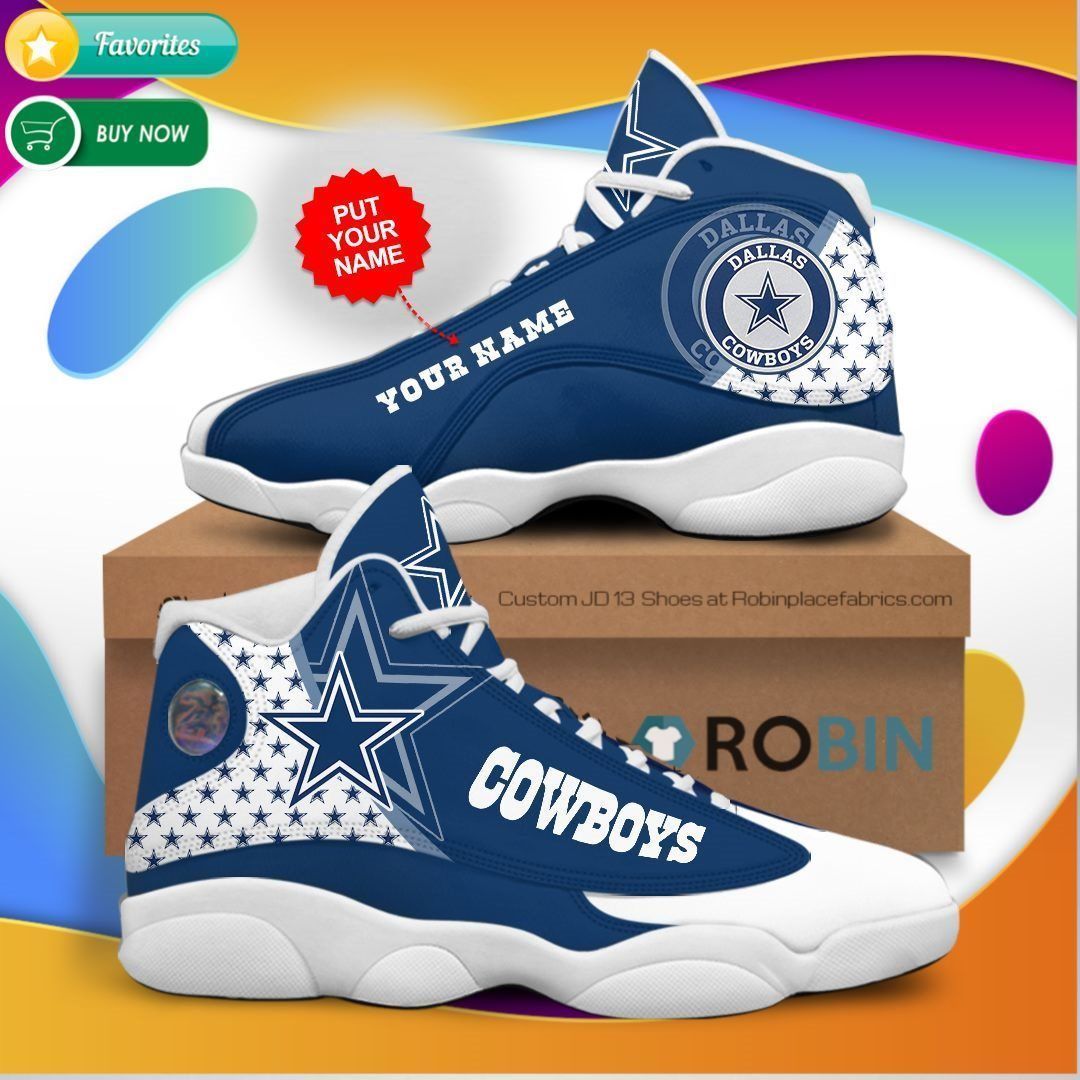 Favorites
BUY NOW
PUT
YOUR
NAME
YOUR NAME
DALLAS
CO
DALLAS
COWBOYS
Custom JD 13 Shoes at Robinplacefabrics.com
ROBIN
COWBOYS